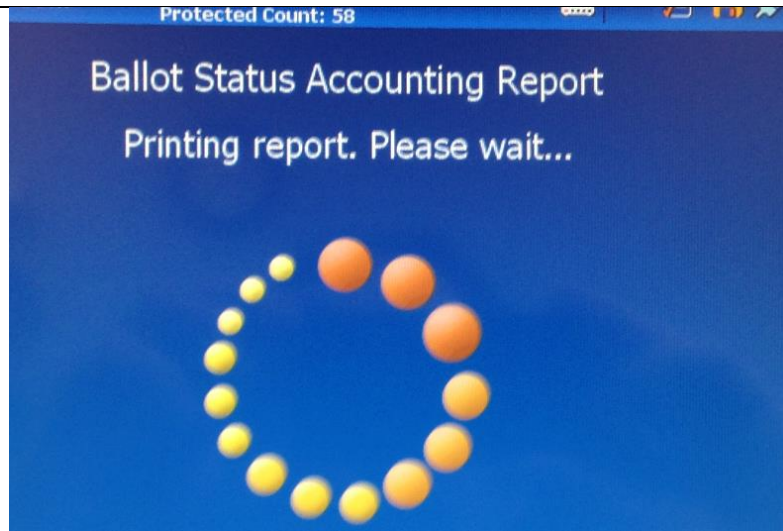 Protected Count: 58
Ballot Status Accounting Report
Printing report. Please wait...